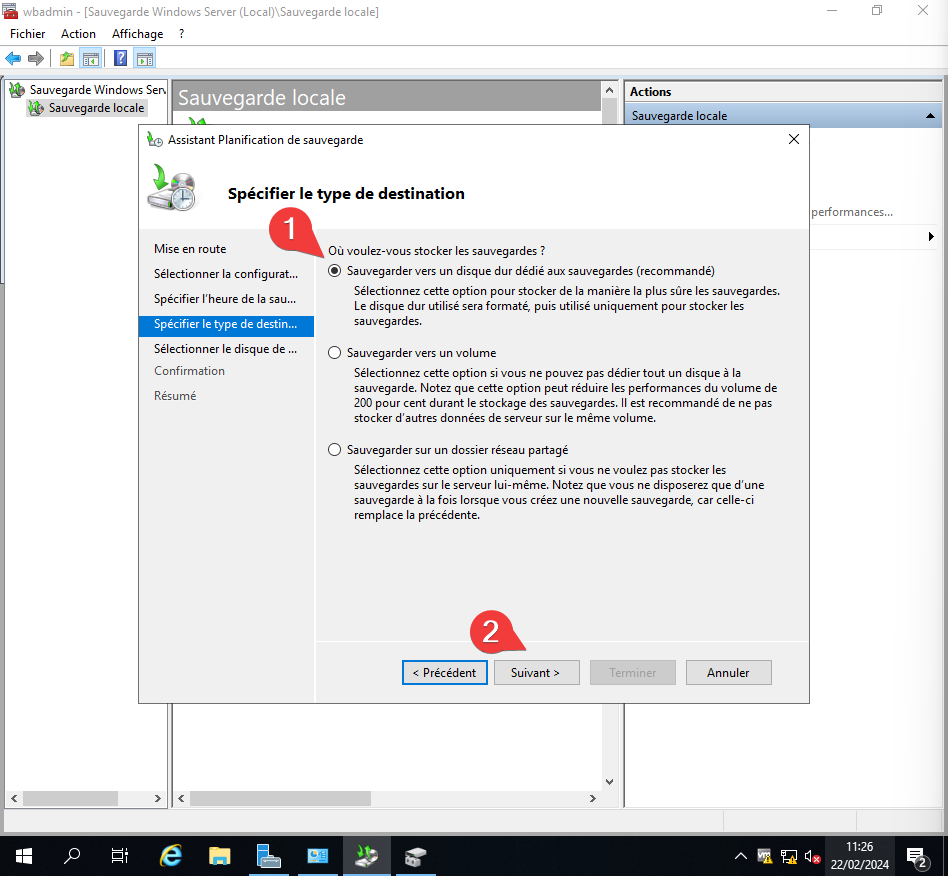 wbadmin - [Sauvegarde Windows Server (Local)\Sauvegarde locale]
Fichier Action Affichage ?
Sauvegarde Windows Serv
Sauvegarde locale
Sauvegarde locale
Actions
Sauvegarde locale
performances...
Assistant Planification de sauvegarde
Spécifier le type de destination
Mise en route
Sélectionner la configurat...
Spécifier l'heure de la sau...
Spécifier le type de destin...
Sélectionner le disque de ...
Confirmation
Résumé
1
Où voulez-vous stocker les sauvegardes ?
Sauvegarder vers un disque dur dédié aux sauvegardes (recommandé)
Sélectionnez cette option pour stocker de la manière la plus sûre les sauvegardes.
Le disque dur utilisé sera formaté, puis utilisé uniquement pour stocker les
sauvegardes.
Sauvegarder vers un volume
Sélectionnez cette option si vous ne pouvez pas dédier tout un disque à la
sauvegarde. Notez que cette option peut réduire les performances du volume de
200 pour cent durant le stockage des sauvegardes. Il est recommandé de ne pas
stocker d'autres données de serveur sur le même volume.
Sauvegarder sur un dossier réseau partagé
Sélectionnez cette option uniquement si vous ne voulez pas stocker les
sauvegardes sur le serveur lui-même. Notez que vous ne disposerez que d'une
sauvegarde à la fois lorsque vous créez une nouvelle sauvegarde, car celle-ci
remplace la précédente.
2
< Précédent Suivant > Terminer Annuler
11:26
22/02/2024
2